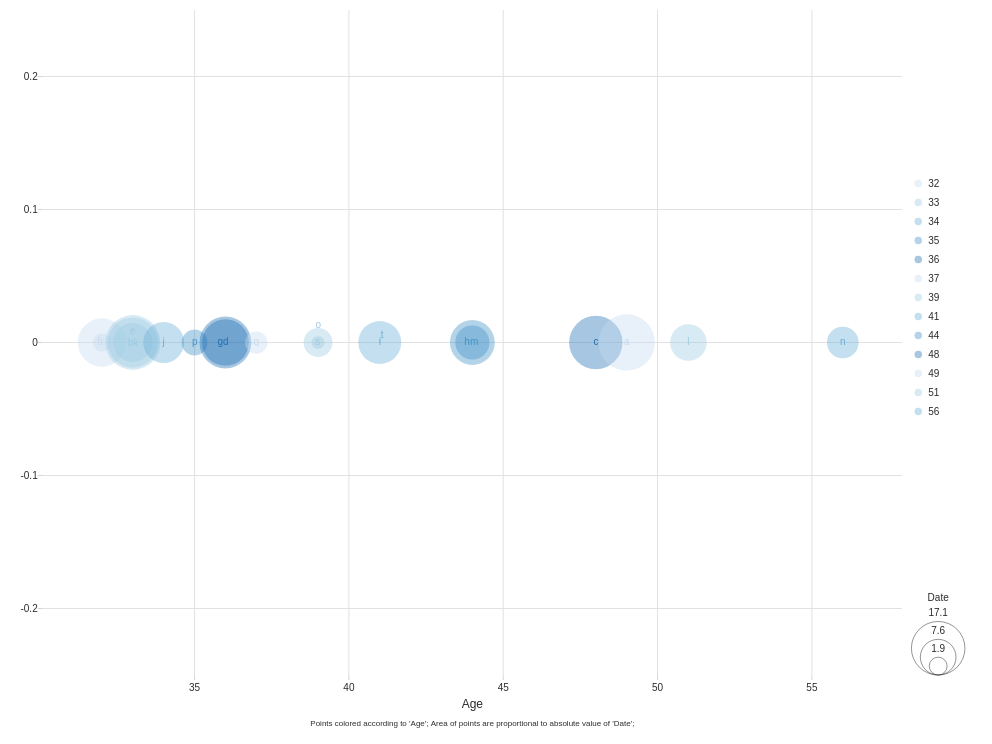 0.2
0.1
0
-0.1
-0.2
o
e
t
j
p
gd
q
s
r
hm
c
a
l
n
35
40
45
50
55
Age
Points colored according to 'Age'; Area of points are proportional to absolute value of 'Date';
32
33
34
35
36
37
39
41
44
48
49
51
56
Date
17.1
7.6
1.9